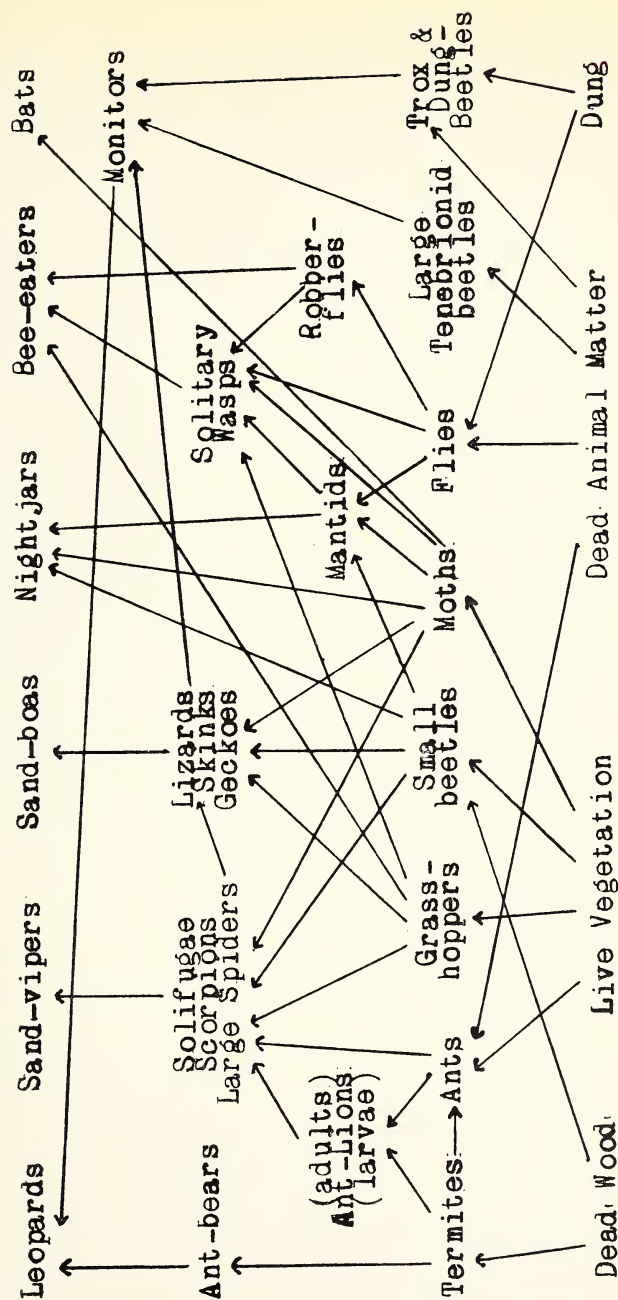 Leopards
Sand-vipers
Sand-boas
Nightjars
Bee-eaters
Bats
Monitors
Ant-bears
Solifugae
Scorpions
Large Spiders
Lizards
Skinks
Geckoes
Solitary
Wasps
(adults)
Ant-Lions
(larvae)
Mantids
Robber-
flies
Termites
Ants
Grass-
hoppers
Small
beetles
Moths
Flies
Large
Tenebrionid
beetles
Trox &
Dung-
Beetles
Dead Wood
Live Vegetation
Dead Animal Matter
Dung